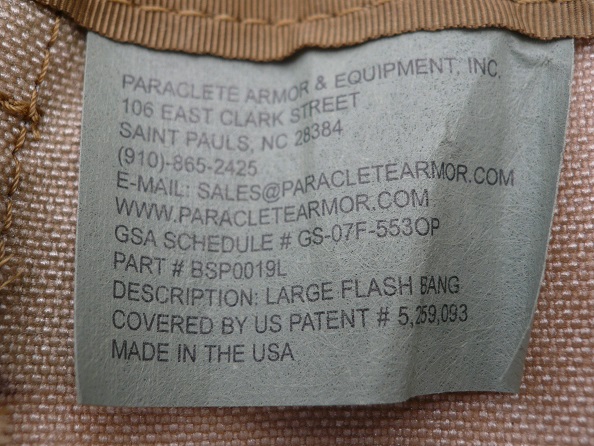 PARACLETE ARMOR & EQUIPMENT, INC.
106 EAST CLARK STREET
SAINT PAULS, NC 28384
(910)-865-2425
E-MAIL: SALES@PARACLETEARMOR.COM
WWW.PARACLETEARMOR.COM
GSA SCHEDULE # GS-07F-553OP
PART # BSP0019L
DESCRIPTION: LARGE FLASH BANG
COVERED BY US PATENT # 5,259,093
MADE IN THE USA